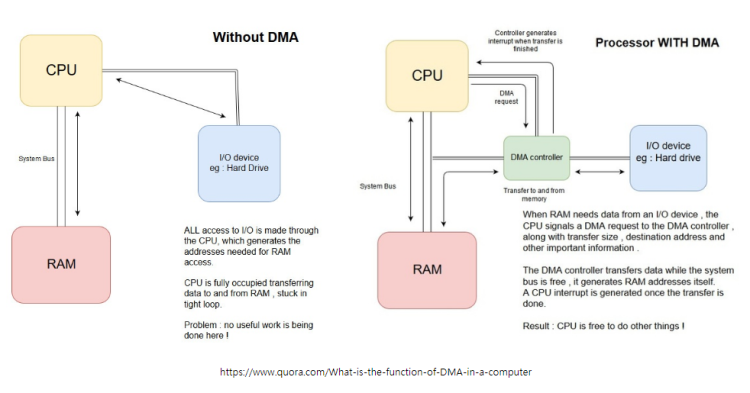 Without DMA
CPU
System Bus
I/O device
eg : Hard Drive
RAM
ALL access to I/O is made through
the CPU, which generates the
addresses needed for RAM
access.
CPU is fully occupied transferring
data to and from RAM , stuck in
tight loop.
Problem : no useful work is being
done here !
Controller generates
interrupt when transfer is
finished
Processor WITH DMA
CPU
DMA
request
DMA controller
I/O device
eg : Hard drive
System Bus
Transfer to and from
memory
RAM
When RAM needs data from an I/O device , the
CPU signals a DMA request to the DMA controller ,
along with transfer size , destination address and
other important information .
The DMA controller transfers data while the system
bus is free , it generates RAM addresses itself.
A CPU interrupt is generated once the transfer is
done.
Result : CPU is free to do other things !
https://www.quora.com/What-is-the-function-of-DMA-in-a-computer